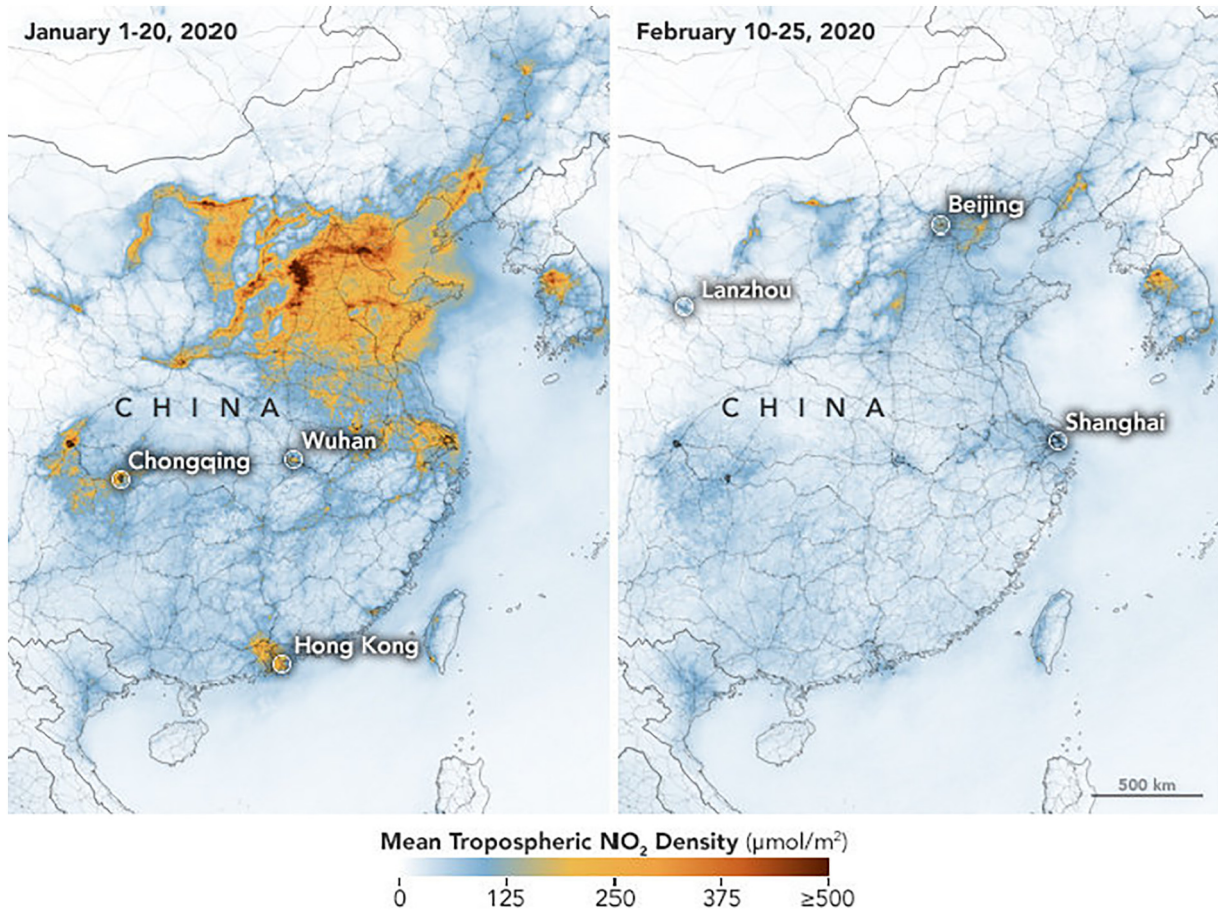 January 1-20, 2020
February 10-25, 2020
Beijing
Lanzhou
CHINA
CHINA
Wuhan
Chongqing
Shanghai
Hong Kong
500 km
Mean Tropospheric NO₂ Density (μmol/m²)
0 125 250 375 ≥500